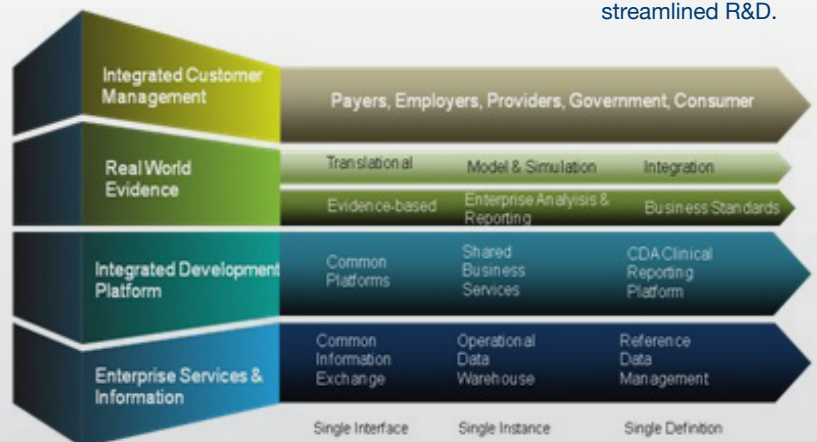 streamlined R&D.
Integrated Customer
Management
Payers, Employers, Providers, Government, Consumer
Real World
Evidence
Translational
Model & Simulation
Integration
Evidence-based
Enterprise Analyisis &
Reporting
Business Standards
Integrated Development
Platform
Common
Platforms
Shared
Business
Services
CDA Clinical
Reporting
Platform
Enterprise Services &
Information
Common
Information
Exchange
Operational
Data
Warehouse
Reference
Data
Management
Single Interface
Single Instance
Single Definition